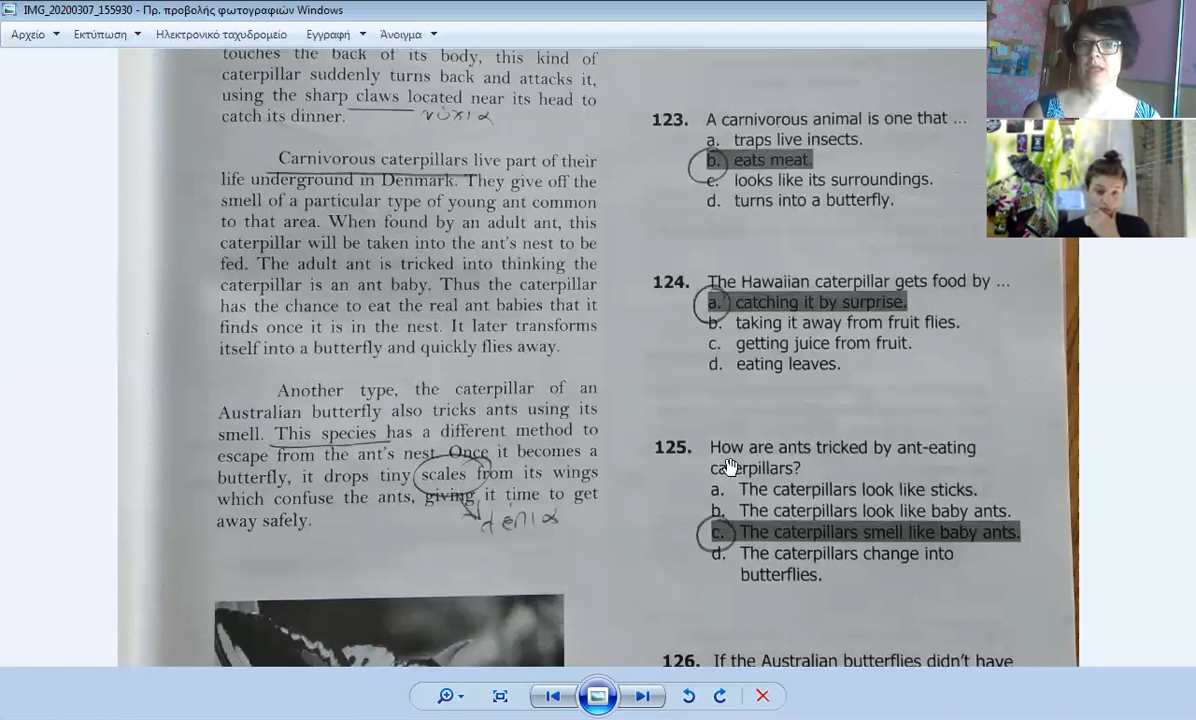 IMG_20200307_155930 - Πρ. προβολής φωτογραφιών Windows
Αρχείο Εκτύπωση Ηλεκτρονικό ταχυδρομείο Εγγραφή Άνοιγμα
touches the back of its body, this kind of
caterpillar suddenly turns back and attacks it,
using the sharp claws located near its head to
catch its dinner.
νύχια
Carnivorous caterpillars live part of their
life underground in Denmark. They give off the
smell of a particular type of young ant common
to that area. When found by an adult ant, this
caterpillar will be taken into the ant's nest to be
fed. The adult ant is tricked into thinking the
caterpillar is an ant baby. Thus the caterpillar
has the chance to eat the real ant babies that it
finds once it is in the nest. It later transforms
itself into a butterfly and quickly flies away.
Another type, the caterpillar of an
Australian butterfly also tricks ants using its
smell. This species has a different method to
escape from the ant's nest. Once it becomes a
butterfly, it drops tiny scales from its wings
which confuse the ants, giving it time to get
away safely.
λέπια
123. A carnivorous animal is one that ...
a. traps live insects.
b. eats meat.
c. looks like its surroundings.
d. turns into a butterfly.
124. The Hawaiian caterpillar gets food by ...
a. catching it by surprise.
b. taking it away from fruit flies.
c. getting juice from fruit.
d. eating leaves.
125. How are ants tricked by ant-eating
caterpillars?
a. The caterpillars look like sticks.
b. The caterpillars look like baby ants.
c. The caterpillars smell like baby ants.
d. The caterpillars change into
butterflies.
126. If the Australian butterflies didn't have